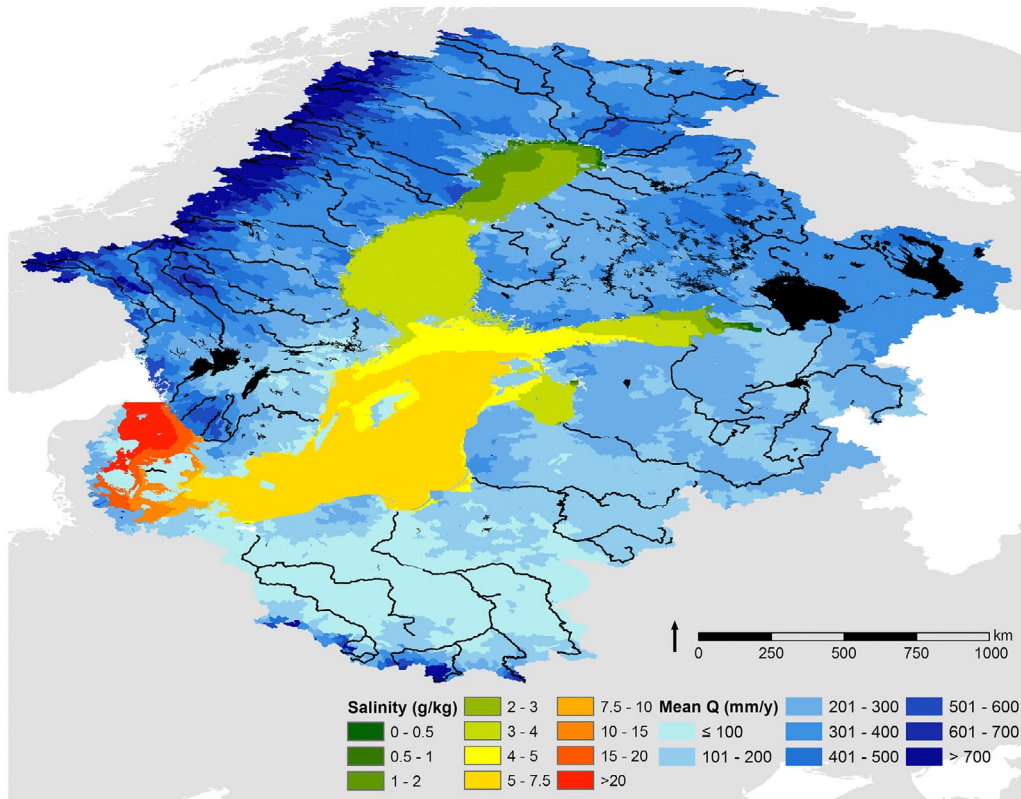 km
0 250 500 750 1000
Salinity (g/kg)
0 - 0.5
0.5 - 1
1 - 2
2 - 3
3 - 4
4 - 5
5 - 7.5
7.5 - 10
10 - 15
15 - 20
>20
Mean Q (mm/y)
≤ 100
101 - 200
201 - 300
301 - 400
401 - 500
501 - 600
601 - 700
> 700